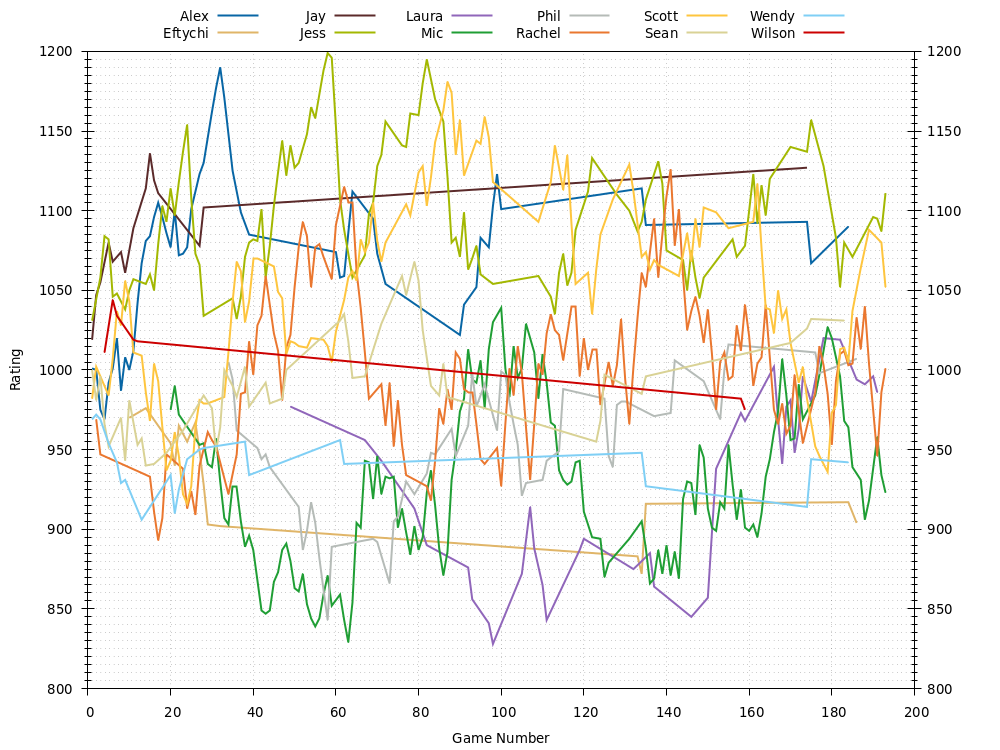 Alex Jay Laura Phil Scott Wendy
Eftychi Jess Mic Rachel Sean Wilson
1200 1200
1150 1150
1100 1100
1050 1050
1000 1000
950 950
900 900
850 850
800 800
Rating
0 20 40 60 80 100 120 140 160 180 200
Game Number